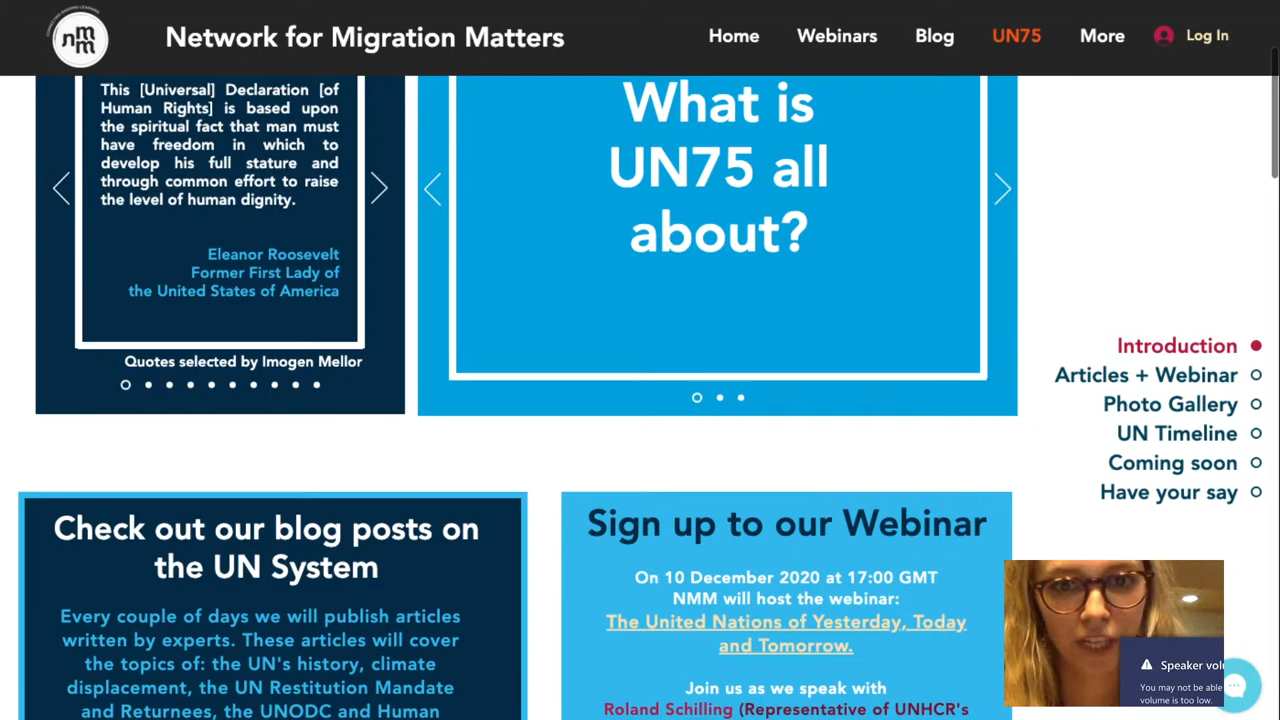 CONNECTING SHARING LEADING
nmm
Network for Migration Matters
Home
Webinars
Blog
UN75
More
Log In
This [Universal] Declaration [of
Human Rights] is based upon
the spiritual fact that man must
have freedom in which to
develop his full stature and
through common effort to raise
the level of human dignity.
Eleanor Roosevelt
Former First Lady of
the United States of America
Quotes selected by Imogen Mellor
What is
UN75 all
about?
Introduction
Articles + Webinar
Photo Gallery
UN Timeline
Coming soon
Have your say
Check out our blog posts on
the UN System
Every couple of days we will publish articles
written by experts. These articles will cover
the topics of: the UN's history, climate
displacement, the UN Restitution Mandate
and Returnees, the UNODC and Human
Sign up to our Webinar
On 10 December 2020 at 17:00 GMT
NMM will host the webinar:
The United Nations of Yesterday, Today
and Tomorrow.
Join us as we speak with
Roland Schilling (Representative of UNHCR's
Speaker volu
You may not be able
volume is too low.